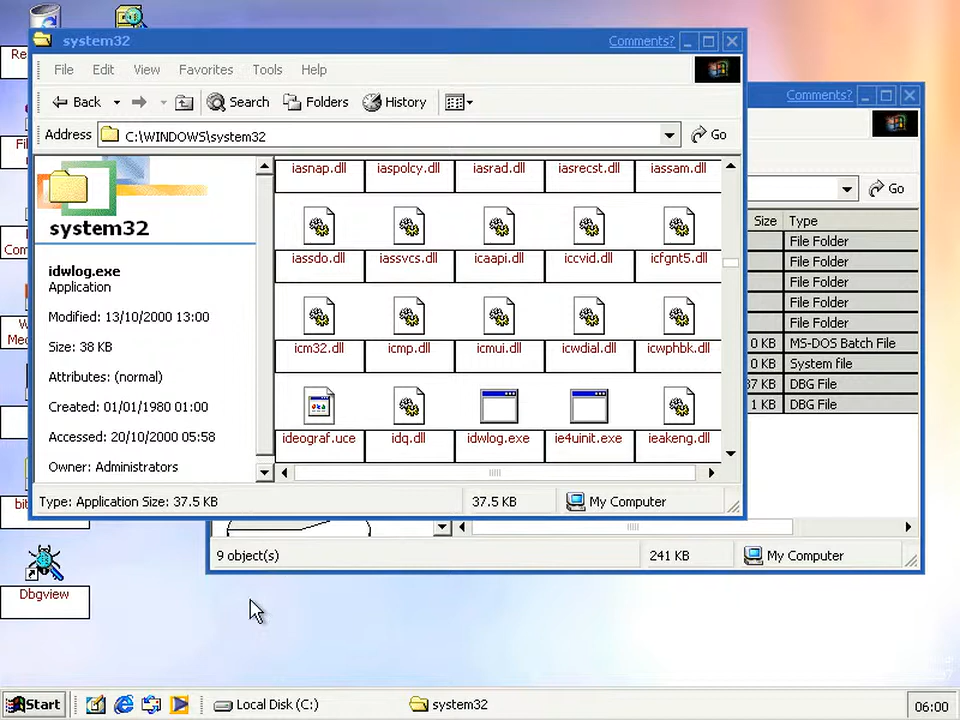 Re
system32
Comments?
File Edit View Favorites Tools Help
Back Search Folders History
Address C:\WINDOWS\system32 Go
system32
idwlog.exe
Application
Modified: 13/10/2000 13:00
Size: 38 KB
Attributes: (normal)
Created: 01/01/1980 01:00
Accessed: 20/10/2000 05:58
Owner: Administrators
iasnap.dll iaspolcy.dll iasrad.dll iasrecst.dll iassam.dll
iassdo.dll iassvcs.dll icaapi.dll iccvid.dll icfgnt5.dll
icm32.dll icmp.dll icmui.dll icwdial.dll icwphbk.dll
ideograf.uce idq.dll idwlog.exe ie4uinit.exe ieakeng.dll
Type: Application Size: 37.5 KB 37.5 KB My Computer
Comments?
Go
Size Type
File Folder
File Folder
File Folder
File Folder
File Folder
0 KB MS-DOS Batch File
0 KB System file
37 KB DBG File
1 KB DBG File
9 object(s) 241 KB My Computer
Fil
Com
W
Med
bit
Dbgview
Start Local Disk (C:) system32 06:00